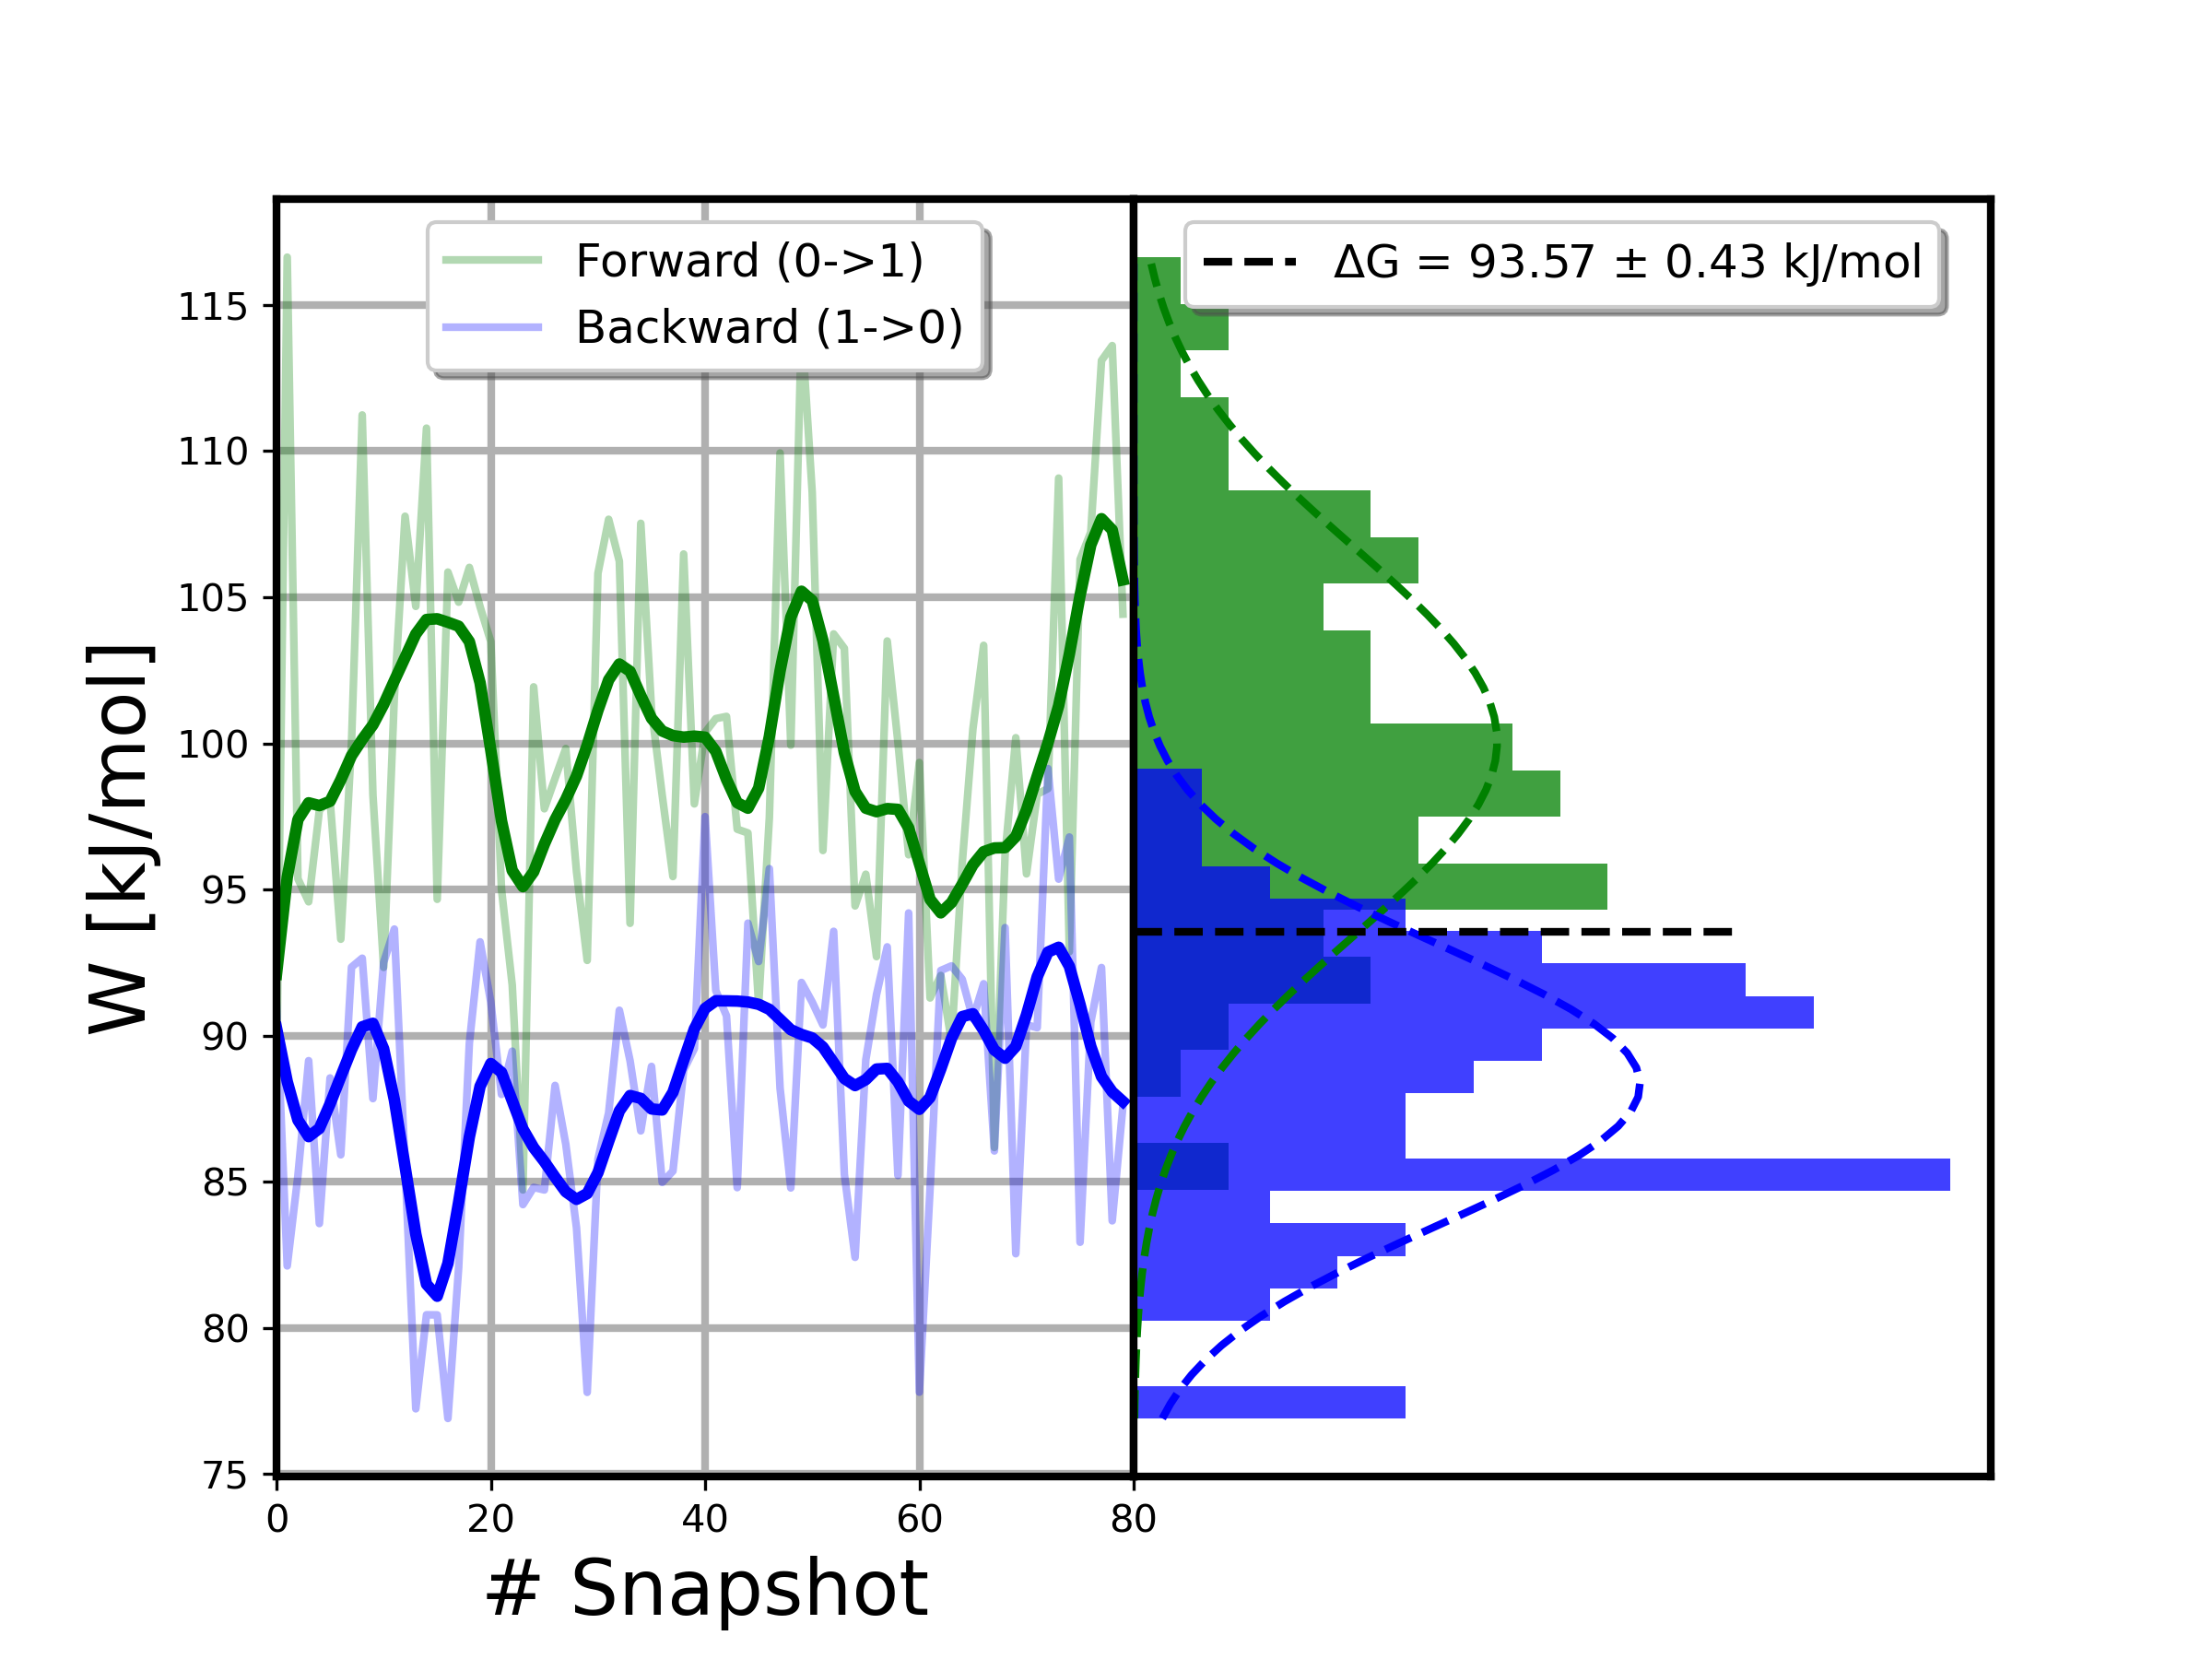 Forward (0->1)
Backward (1->0)
ΔG = 93.57 ± 0.43 kJ/mol
W [kJ/mol]
115
110
105
100
95
90
85
80
75
0 20 40 60 80
# Snapshot